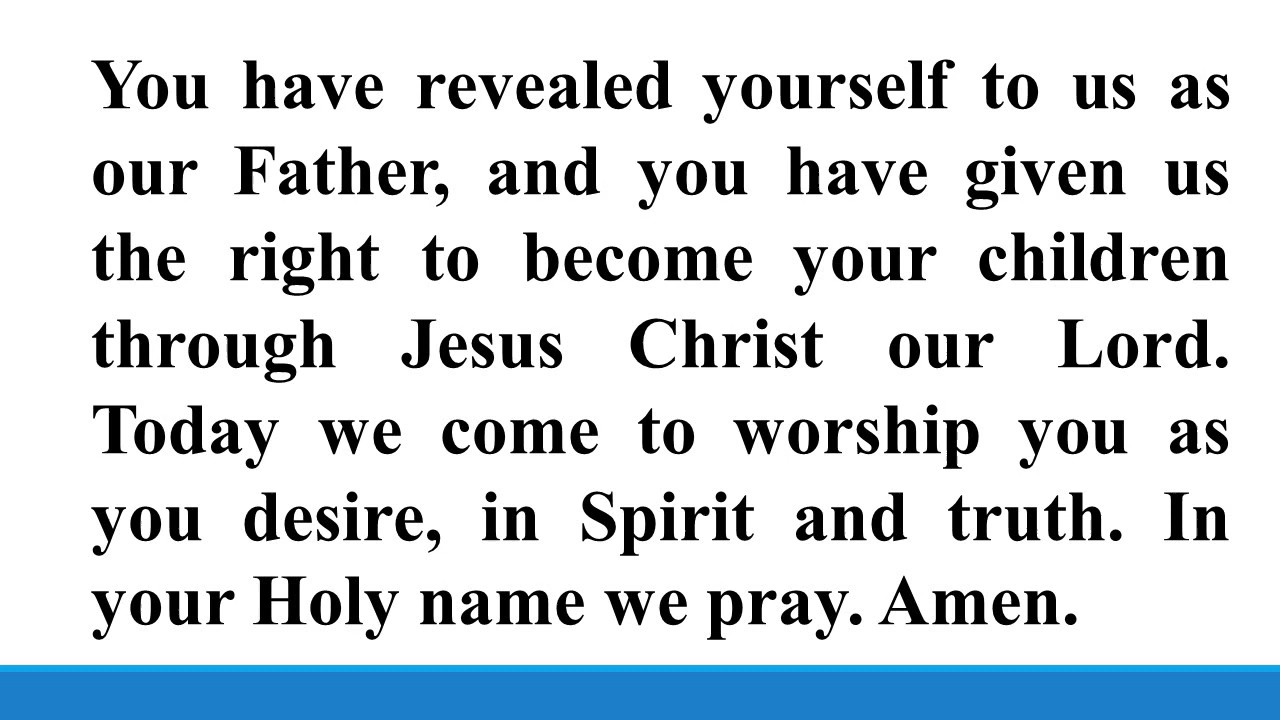 You have revealed yourself to us as
our Father, and you have given us
the right to become your children
through Jesus Christ our Lord.
Today we come to worship you as
you desire, in Spirit and truth. In
your Holy name we pray. Amen.